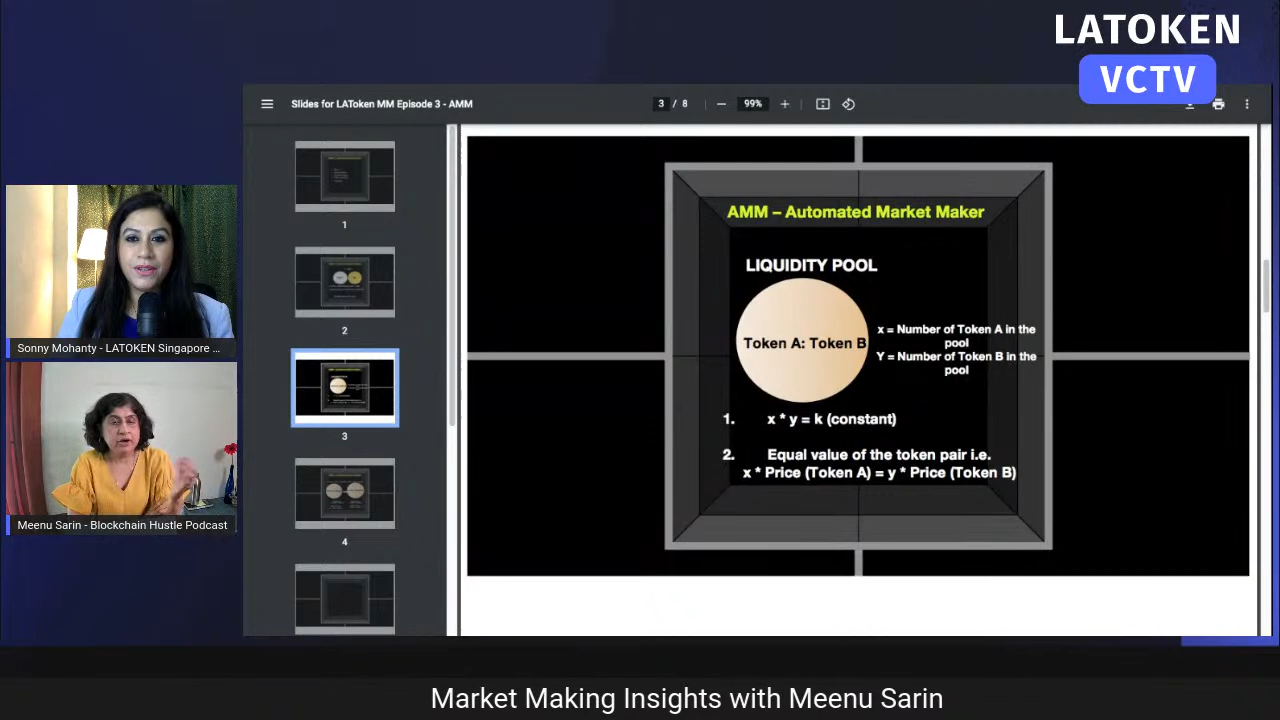 LATOKEN
VCTV
Slides for LAToken MM Episode 3 - AMM
3 / 8
99%
1
2
3
4
AMM – Automated Market Maker
LIQUIDITY POOL
Token A: Token B
x = Number of Token A in the
pool
Y = Number of Token B in the
pool
1. x * y = k (constant)
2. Equal value of the token pair i.e.
x * Price (Token A) = y * Price (Token B)
Sonny Mohanty - LATOKEN Singapore ...
Meenu Sarin - Blockchain Hustle Podcast
Market Making Insights with Meenu Sarin